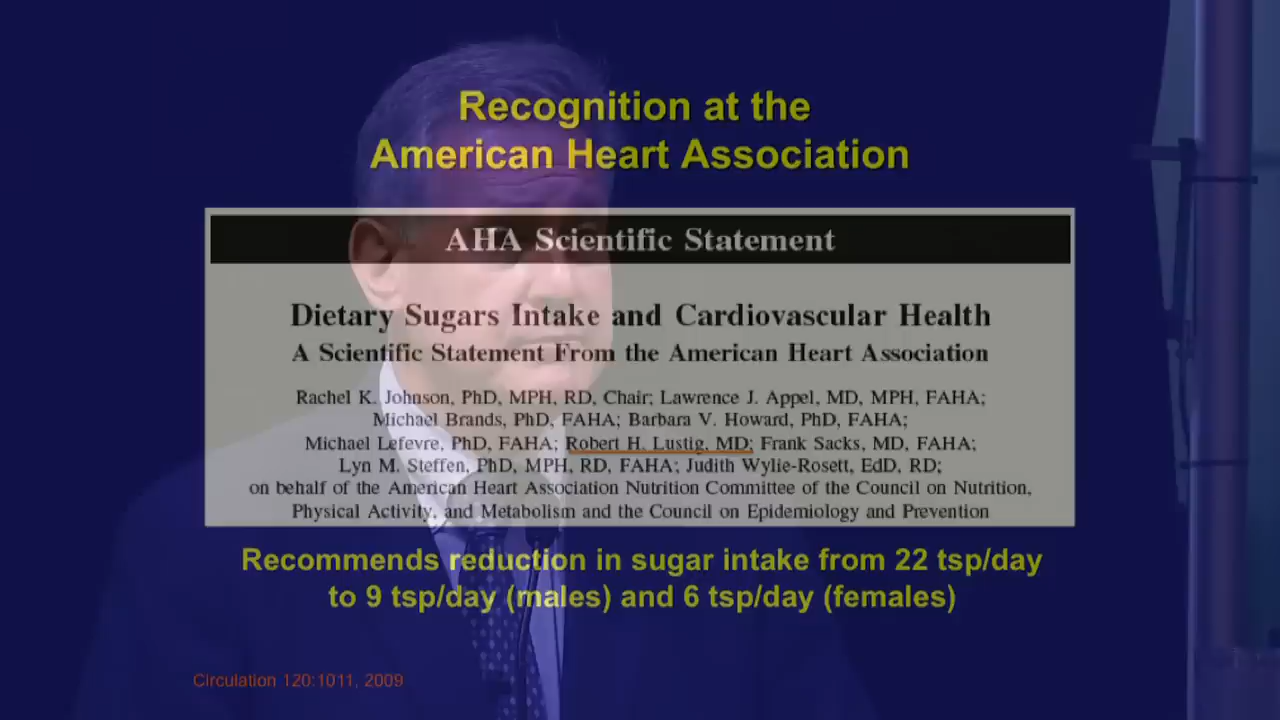 Recognition at the
American Heart Association
AHA Scientific Statement
Dietary Sugars Intake and Cardiovascular Health
A Scientific Statement From the American Heart Association
Rachel K. Johnson, PhD, MPH, RD, Chair; Lawrence J. Appel, MD, MPH, FAHA;
Michael Brands, PhD, FAHA; Barbara V. Howard, PhD, FAHA;
Michael Lefevre, PhD, FAHA; Robert H. Lustig, MD; Frank Sacks, MD, FAHA;
Lyn M. Steffen, PhD, MPH, RD, FAHA; Judith Wylie-Rosett, EdD, RD;
on behalf of the American Heart Association Nutrition Committee of the Council on Nutrition,
Physical Activity, and Metabolism and the Council on Epidemiology and Prevention
Recommends reduction in sugar intake from 22 tsp/day
to 9 tsp/day (males) and 6 tsp/day (females)
Circulation 120:1011, 2009